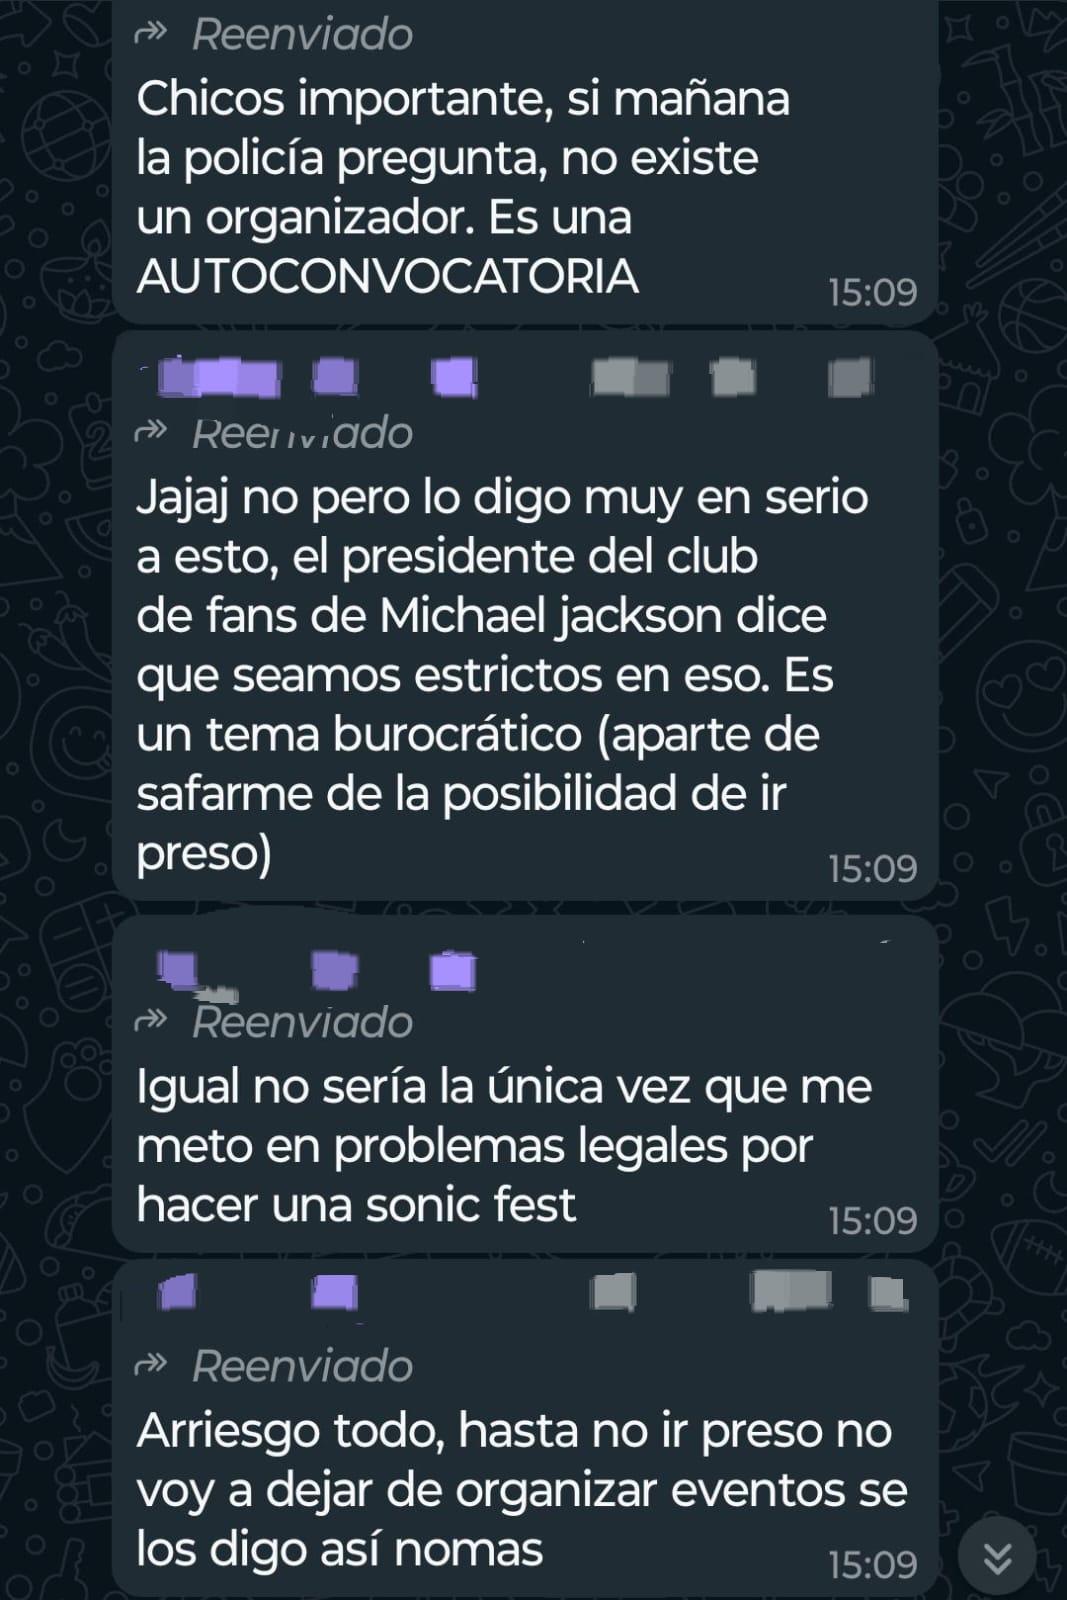 Reenviado
Chicos importante, si mañana
la policía pregunta, no existe
un organizador. Es una
AUTOCONVOCATORIA
15:09
Reenviado
Jajaj no pero lo digo muy en serio
a esto, el presidente del club
de fans de Michael jackson dice
que seamos estrictos en eso. Es
un tema burocrático (aparte de
safarme de la posibilidad de ir
preso)
15:09
Reenviado
Igual no sería la única vez que me
meto en problemas legales por
hacer una sonic fest
15:09
Reenviado
Arriesgo todo, hasta no ir preso no
voy a dejar de organizar eventos se
los digo así nomas
15:09